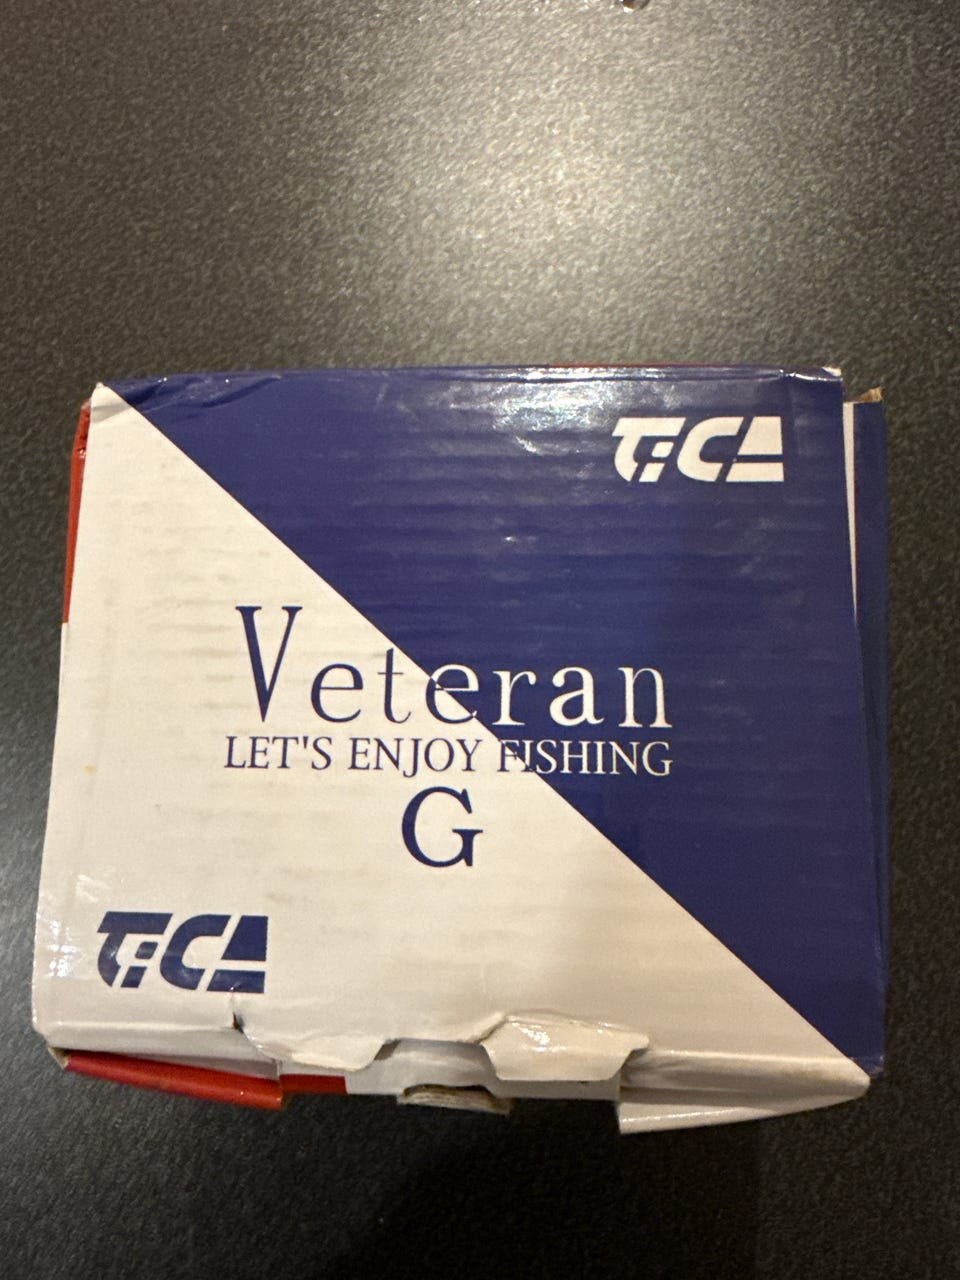 TiCA
Veteran
LET'S ENJOY FISHING
G
TiCA